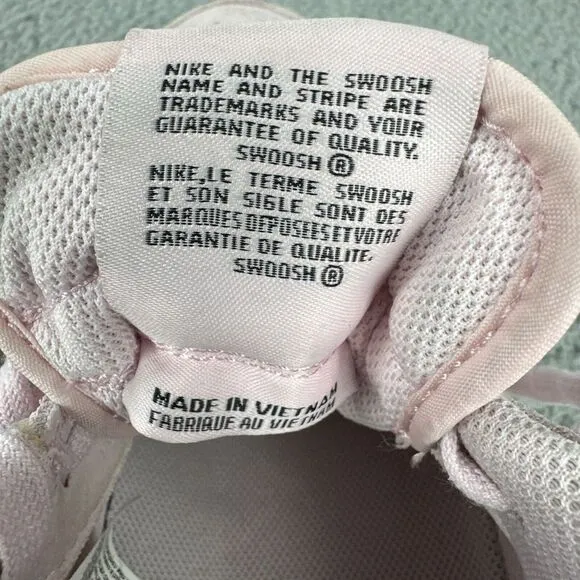 NIKE AND THE SWOOSH
NAME AND STRIPE ARE
TRADEMARKS AND YOUR
GUARANTEE OF QUALITY.
SWOOSH ®
NIKE,LE TERME SWOOSH
ET SON SIGLE SONT DES
MARQUES DEPOSEES ET VOTRE
GARANTIE DE QUALITE.
SWOOSH ®
MADE IN VIETNAM
FABRIQUE AU VIETNAM